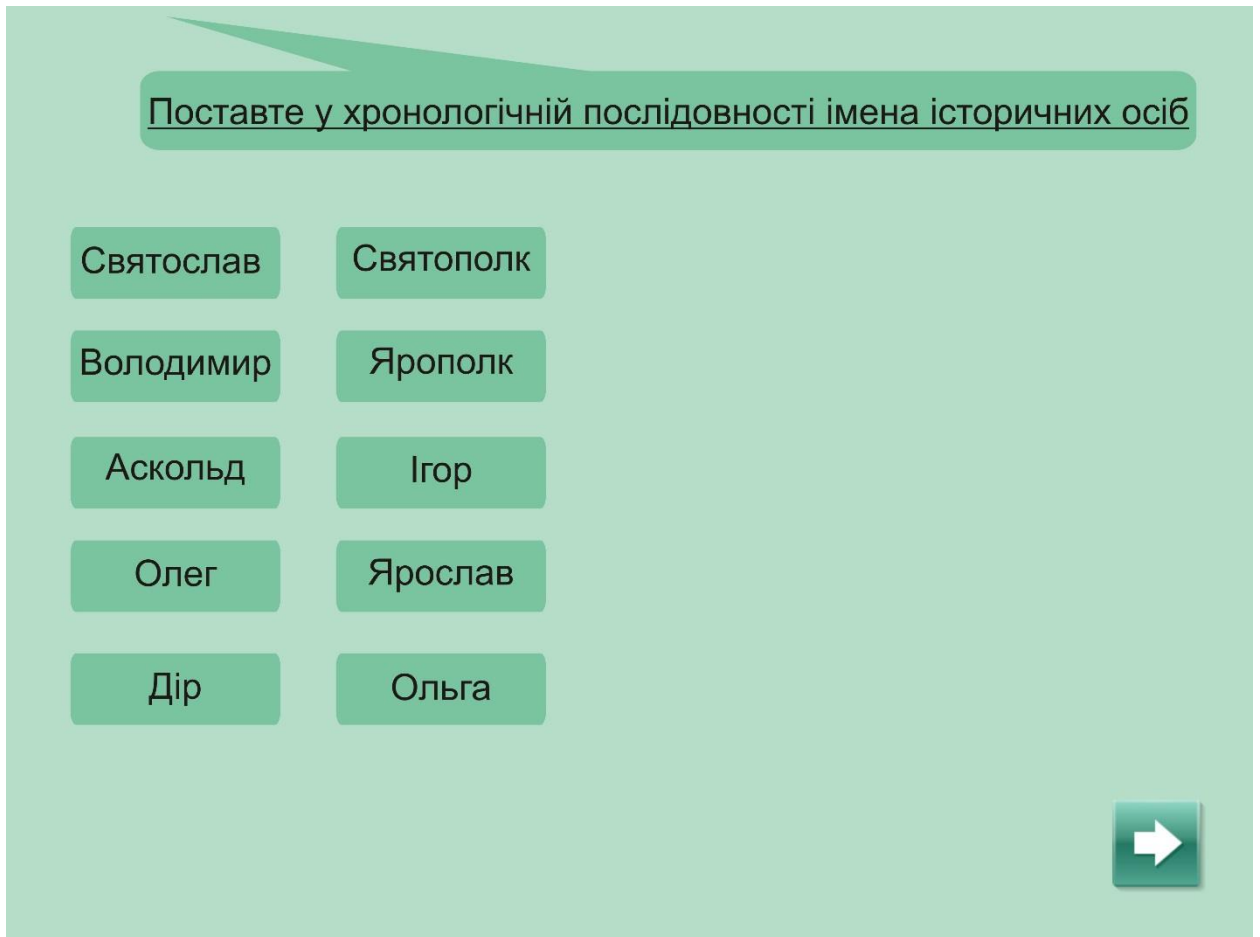 Поставте у хронологічній послідовності імена історичних осіб
Святослав
Святополк
Володимир
Ярополк
Аскольд
Ігор
Олег
Ярослав
Дір
Ольга